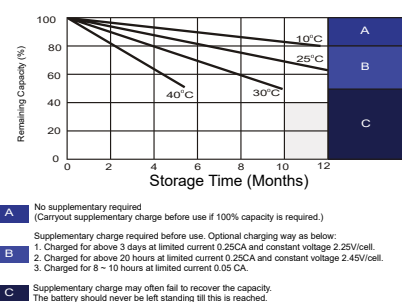 Remaining Capacity (%)
100
80
60
40
20
0
10°C
25°C
30°C
40°C
A
B
C
0 2 4 6 8 10 12
Storage Time (Months)
A
No supplementary required
(Carryout supplementary charge before use if 100% capacity is required.)
B
Supplementary charge required before use. Optional charging way as below:
1. Charged for above 3 days at limited current 0.25CA and constant voltage 2.25V/cell.
2. Charged for above 20 hours at limited current 0.25CA and constant voltage 2.45V/cell.
3. Charged for 8 ~ 10 hours at limited current 0.05 CA.
C
Supplementary charge may often fail to recover the capacity.
The battery should never be left standing till this is reached.